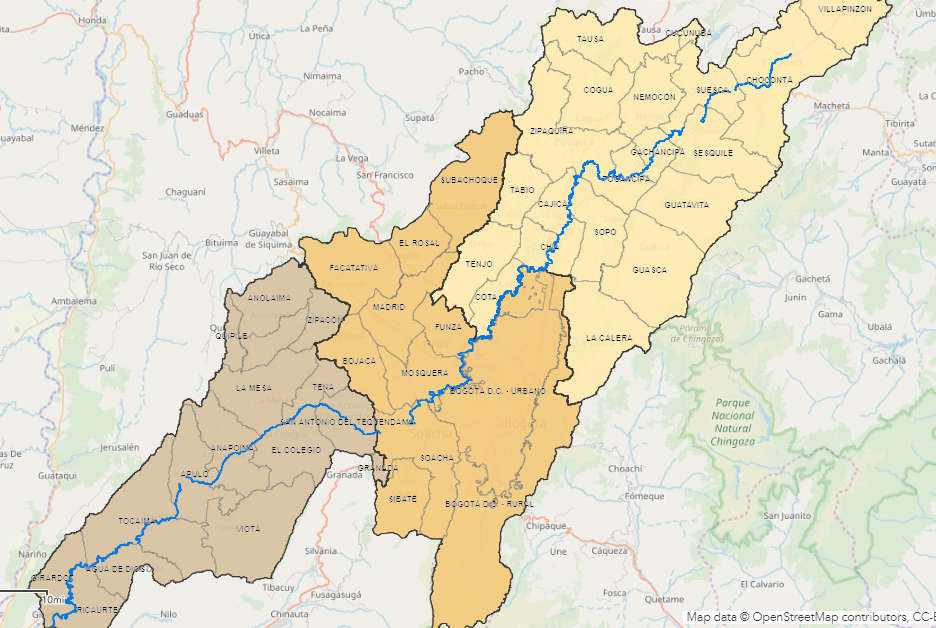 VILLAPINZON
Honda
La Peña
Útica
TAUSA
CUCUNUBA
Nimaima
Pacho
COGUA
NEMOCON
SUESCA
CHOCONTÁ
Machetá
Guaduas
Nocaima
Supatá
Tibirita
Méndez
ZIPAQUIRA
GACHANCIPA
SESQUILE
Manta
Villeta
La Vega
San Francisco
Sasaima
SUBACHOQUE
TOCANCIPA
Guayatá
Chaguaní
TABIO
CAJICA
GUATAVITA
Guayabal
de Siquima
Bituima
EL ROSAL
SOPO
San Juan de
Rio Seco
CHIA
TENJO
FACATATIVÁ
GUASCA
Gachetá
Ambalema
ANOLAIMA
COTA
Junín
MADRID
ZIPACON
FUNZA
Gama
Ubalá
QUIPILE
LA CALERA
Páramo
de Chingaza
BOJACA
Gachalá
Pulí
MOSQUERA
LA MESA
TENA
BOGOTA D.C. - URBANO
Parque
Nacional
Natural
Chingaza
SAN ANTONIO DEL TEQUENDAMA
Bogotá
Soacha
Jerusalén
ANAPOIMA
EL COLEGIO
SOACHA
Guataqui
APULO
GRANADA
Granada
Choachí
SIBATE
BOGOTA D.C. - RURAL
Fómeque
TOCAIMA
VIOTA
San Juanito
Chipaque
Nariño
Silvania
Une
Cáqueza
AGUA DE DIOS
GIRARDOT
Tibacuy
Fusagasugá
El Calvario
Fosca
Quetame
RICAURTE
Nilo
Chinauta
Map data © OpenStreetMap contributors, CC-B